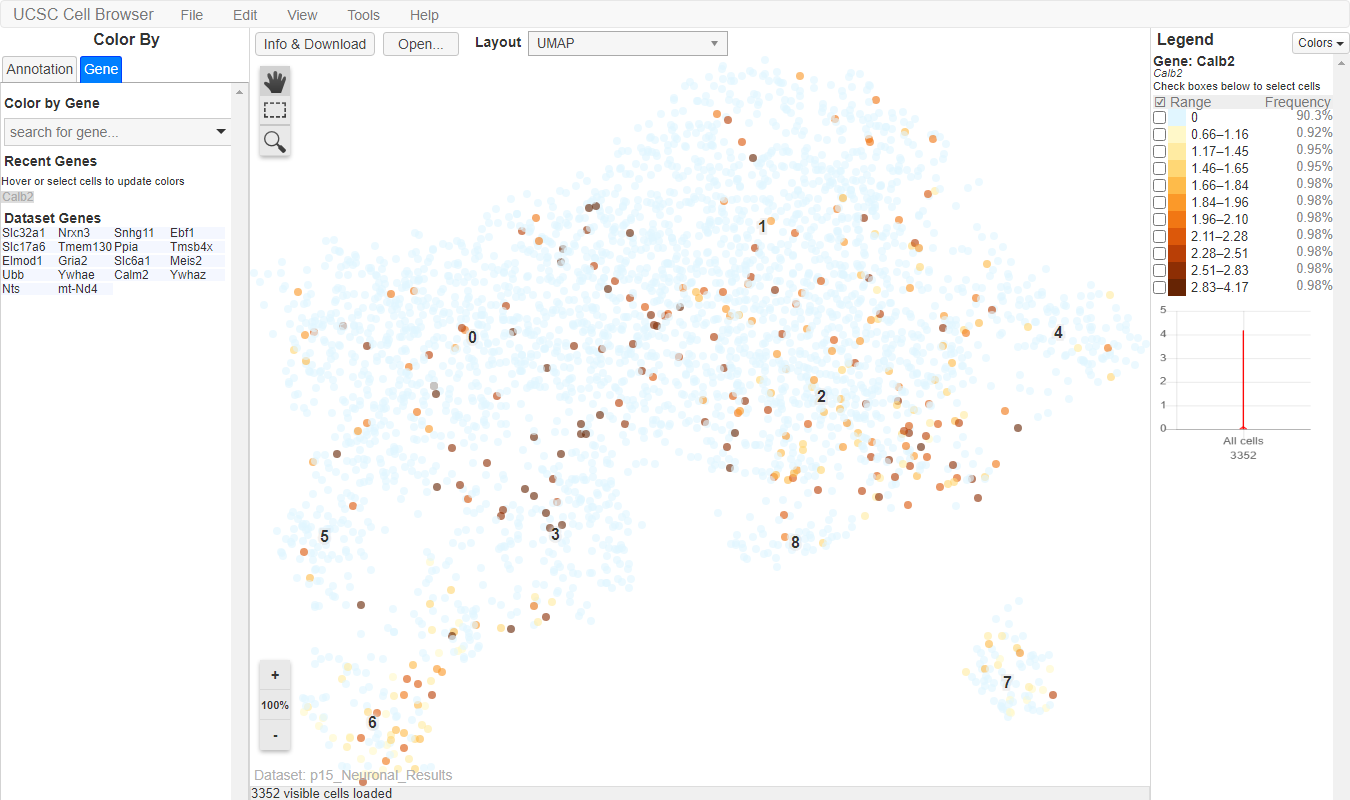 UCSC Cell Browser File Edit View Tools Help
Color By
Annotation Gene
Color by Gene
search for gene...
Recent Genes
Hover or select cells to update colors
Calb2
Dataset Genes
Slc32a1 Nrxn3 Snhg11 Ebf1
Slc17a6 Tmem130 Ppia Tmsb4x
Elmod1 Gria2 Slc6a1 Meis2
Ubb Ywhae Calm2 Ywhaz
Nts mt-Nd4
Info & Download Open... Layout UMAP
1
0
4
2
5
3
8
7
6
+
100%
-
Dataset: p15_Neuronal_Results
3352 visible cells loaded
Legend Colors
Gene: Calb2
Calb2
Check boxes below to select cells
Range Frequency
0 90.3%
0.66–1.16 0.92%
1.17–1.45 0.95%
1.46–1.65 0.95%
1.66–1.84 0.98%
1.84–1.96 0.98%
1.96–2.10 0.98%
2.11–2.28 0.98%
2.28–2.51 0.98%
2.51–2.83 0.98%
2.83–4.17 0.98%
5
4
3
2
1
0
All cells
3352